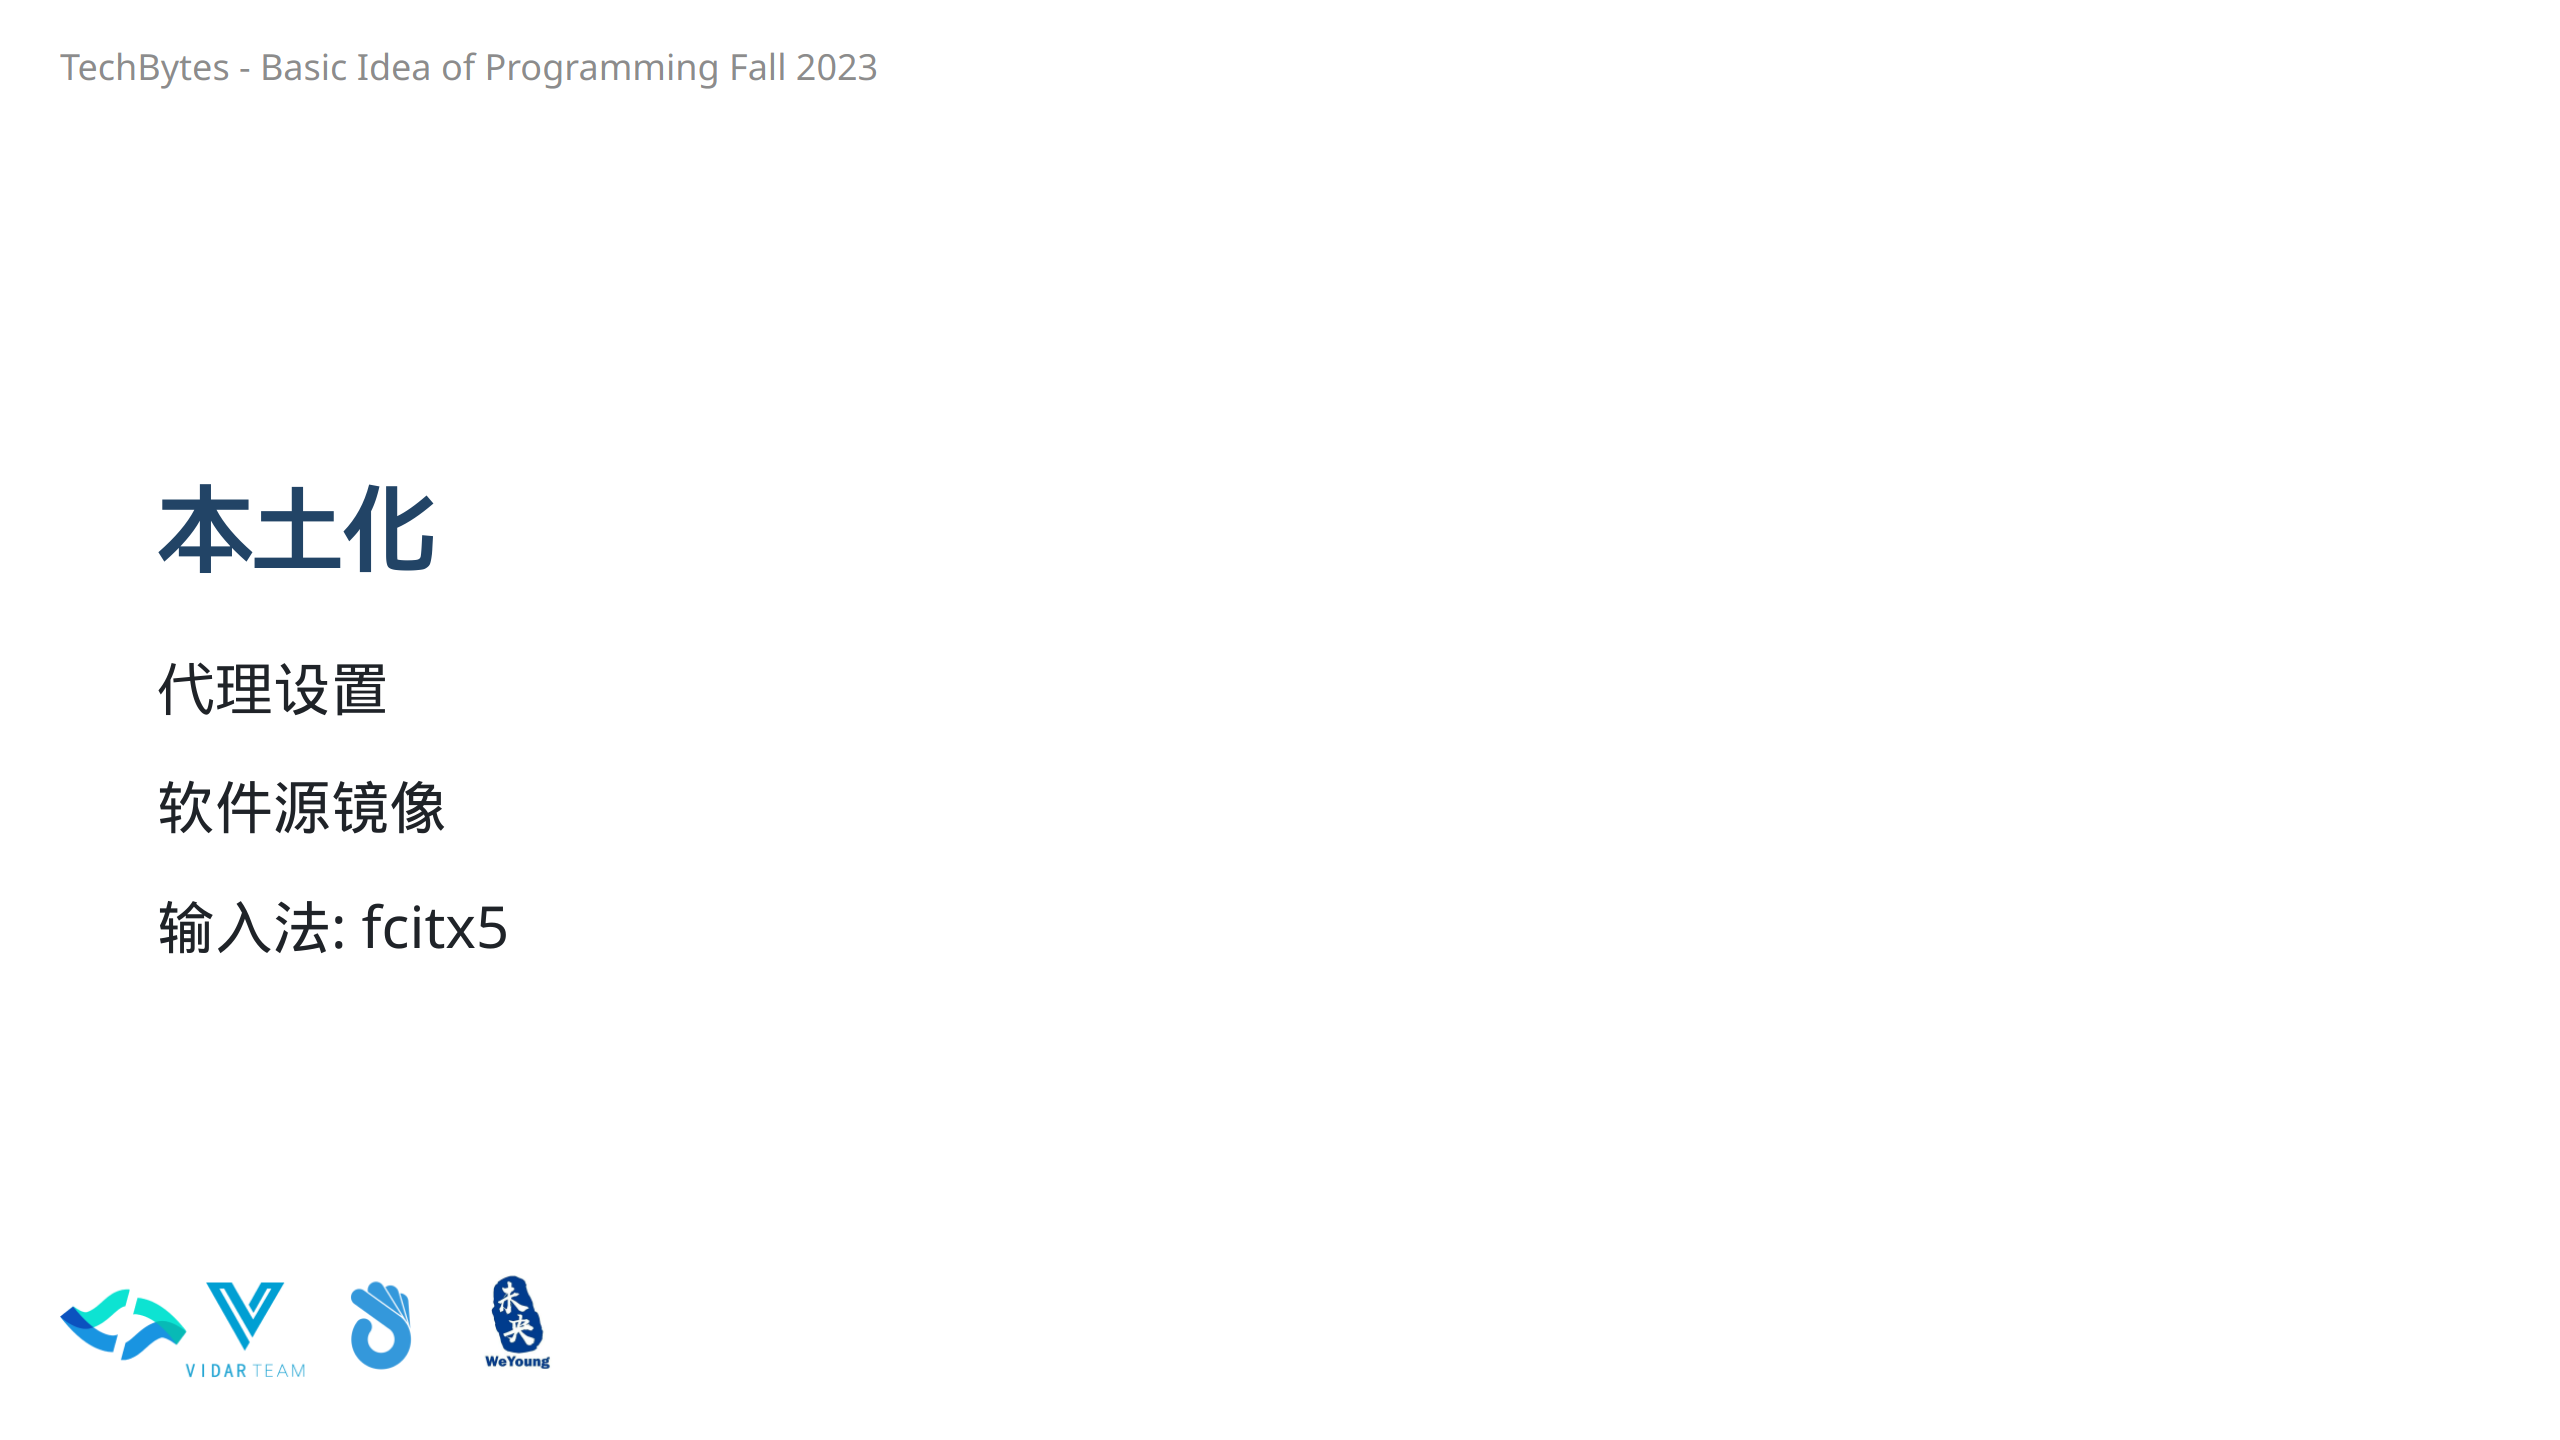 TechBytes - Basic Idea of Programming Fall 2023
本土化
代理设置
软件源镜像
输入法: fcitx5
VIDAR TEAM
未央
WeYoung